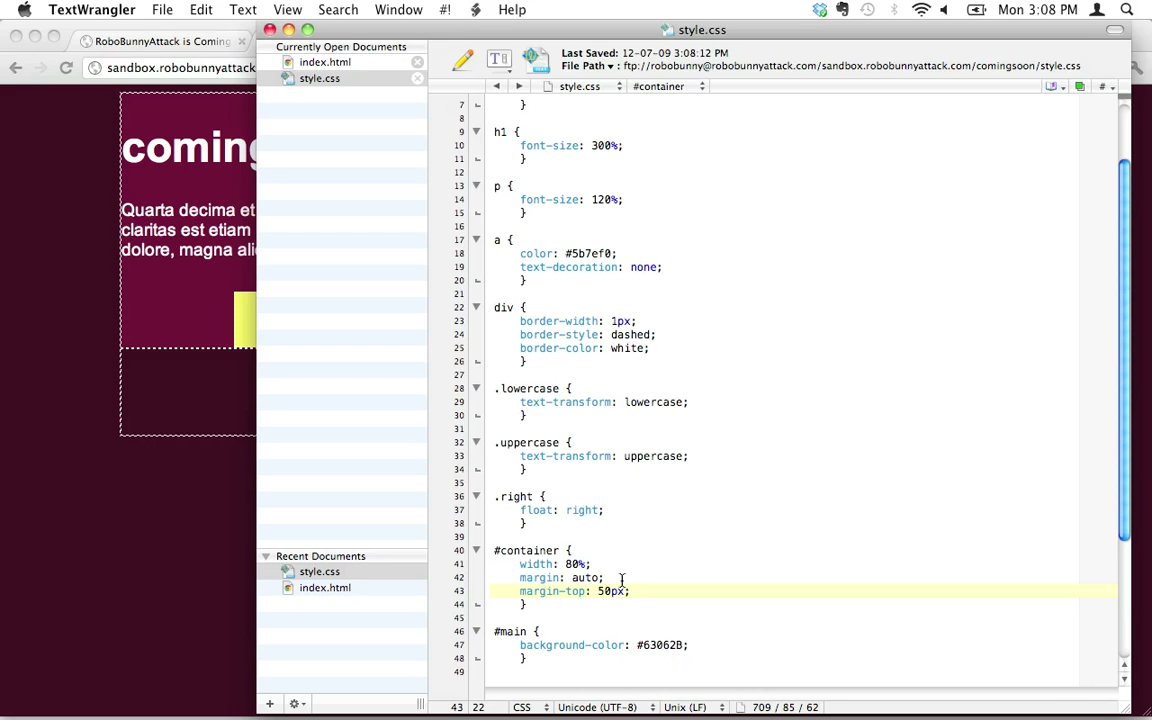 TextWrangler File Edit Text View Search Window #! Help Mon 3:08 PM
style.css
RoboBunnyAttack is Coming
sandbox.robobunnyattack
coming
Quarta decima et
claritas est etiam
dolore, magna ali
Currently Open Documents
index.html
style.css
Recent Documents
style.css
index.html
Last Saved: 12-07-09 3:08:12 PM
File Path ▾ : ftp://robobunny@robobunnyattack.com/sandbox.robobunnyattack.com/comingsoon/style.css
style.css #container
7 }
8
9 h1 {
10 font-size: 300%;
11 }
12
13 p {
14 font-size: 120%;
15 }
16
17 a {
18 color: #5b7ef0;
19 text-decoration: none;
20 }
21
22 div {
23 border-width: 1px;
24 border-style: dashed;
25 border-color: white;
26 }
27
28 .lowercase {
29 text-transform: lowercase;
30 }
31
32 .uppercase {
33 text-transform: uppercase;
34 }
35
36 .right {
37 float: right;
38 }
39
40 #container {
41 width: 80%;
42 margin: auto;
43 margin-top: 50px;
44 }
45
46 #main {
47 background-color: #63062B;
48 }
49
43 22 CSS Unicode (UTF-8) Unix (LF) 709 / 85 / 62